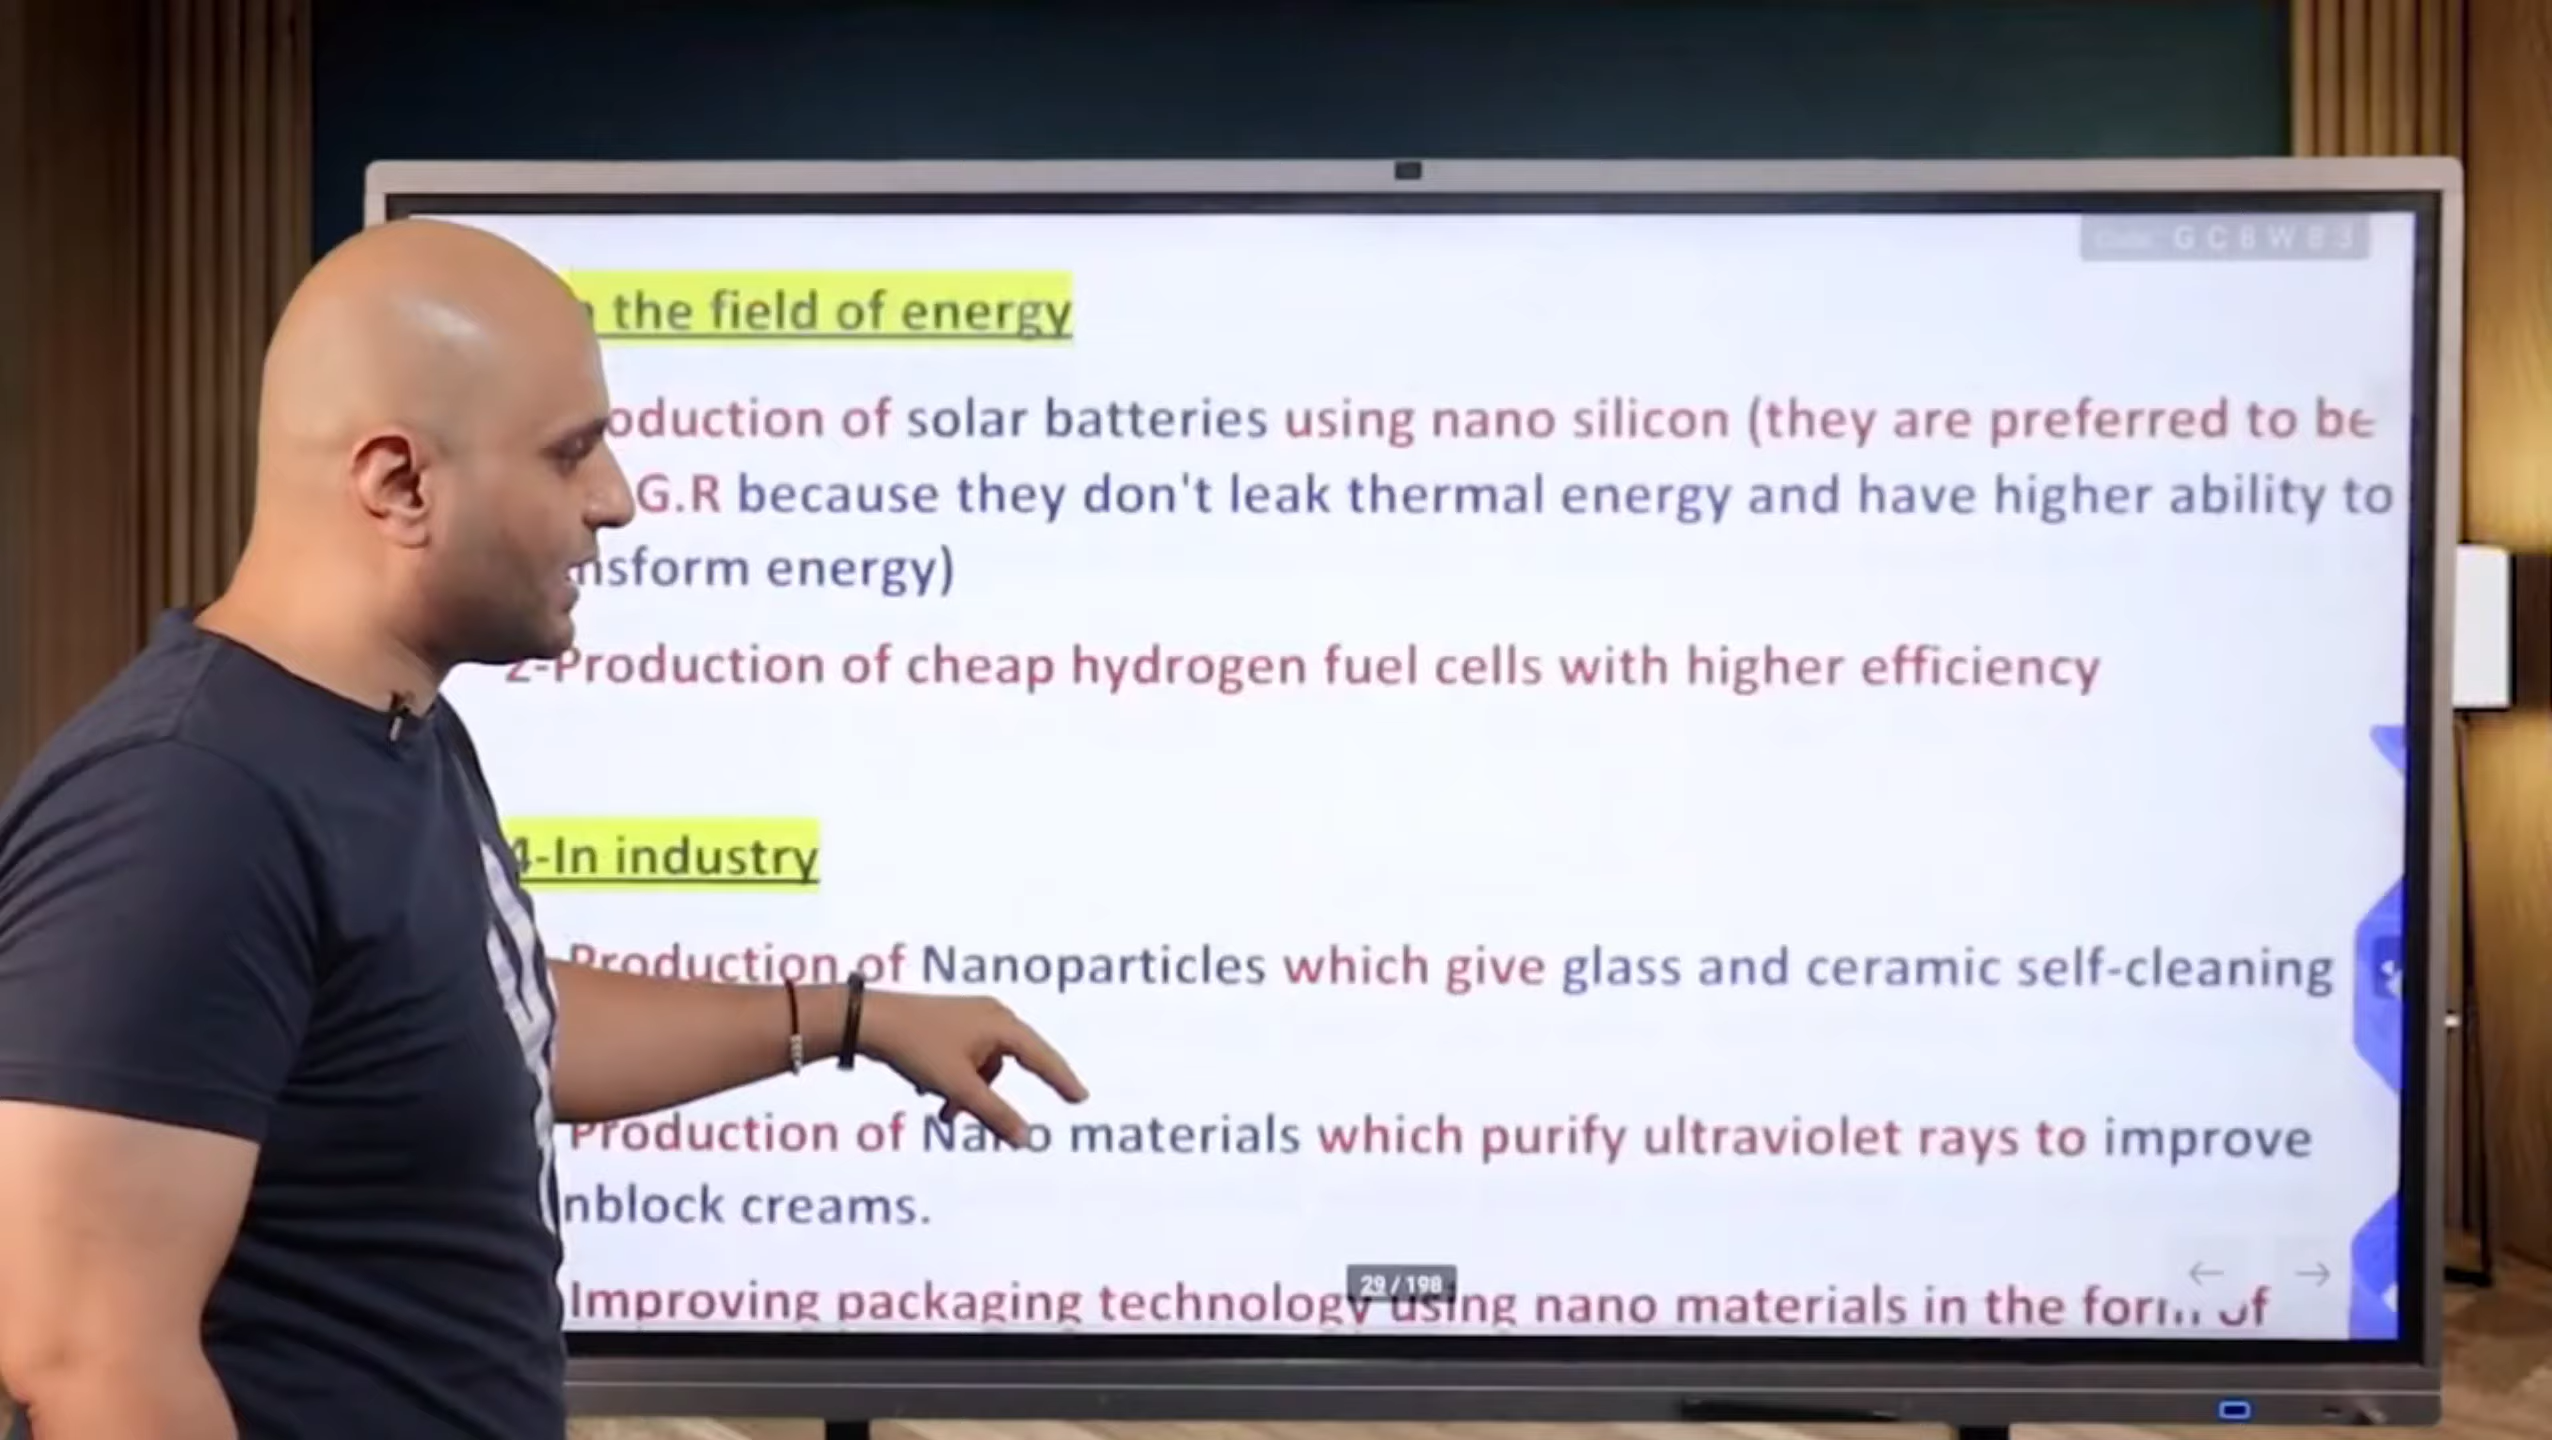 GC8W83
the field of energy
oduction of solar batteries using nano silicon (they are preferred to be
G.R because they don't leak thermal energy and have higher ability to
nsform energy)
2-Production of cheap hydrogen fuel cells with higher efficiency
4-In industry
Production of Nanoparticles which give glass and ceramic self-cleaning
Production of Nano materials which purify ultraviolet rays to improve
nblock creams.
29 / 198
Improving packaging technology using nano materials in the form of